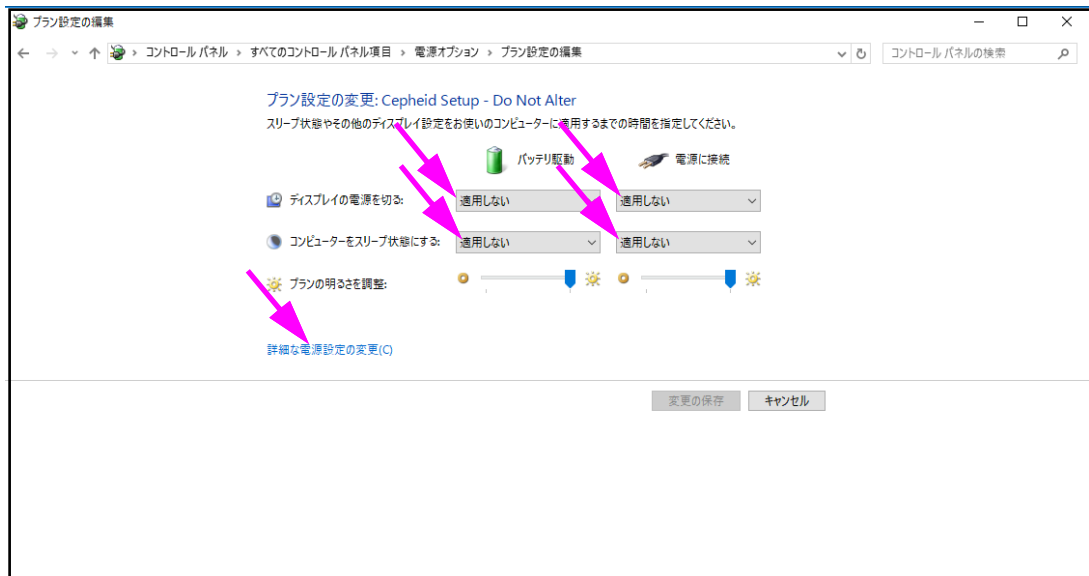 プラン設定の編集
コントロール パネル › すべてのコントロール パネル項目 › 電源オプション › プラン設定の編集
コントロール パネルの検索
プラン設定の変更: Cepheid Setup - Do Not Alter
スリープ状態やその他のディスプレイ設定をお使いのコンピューターに適用するまでの時間を指定してください。
バッテリ駆動 電源に接続
ディスプレイの電源を切る: 適用しない 適用しない
コンピューターをスリープ状態にする: 適用しない 適用しない
プランの明るさを調整:
詳細な電源設定の変更(C)
変更の保存 キャンセル